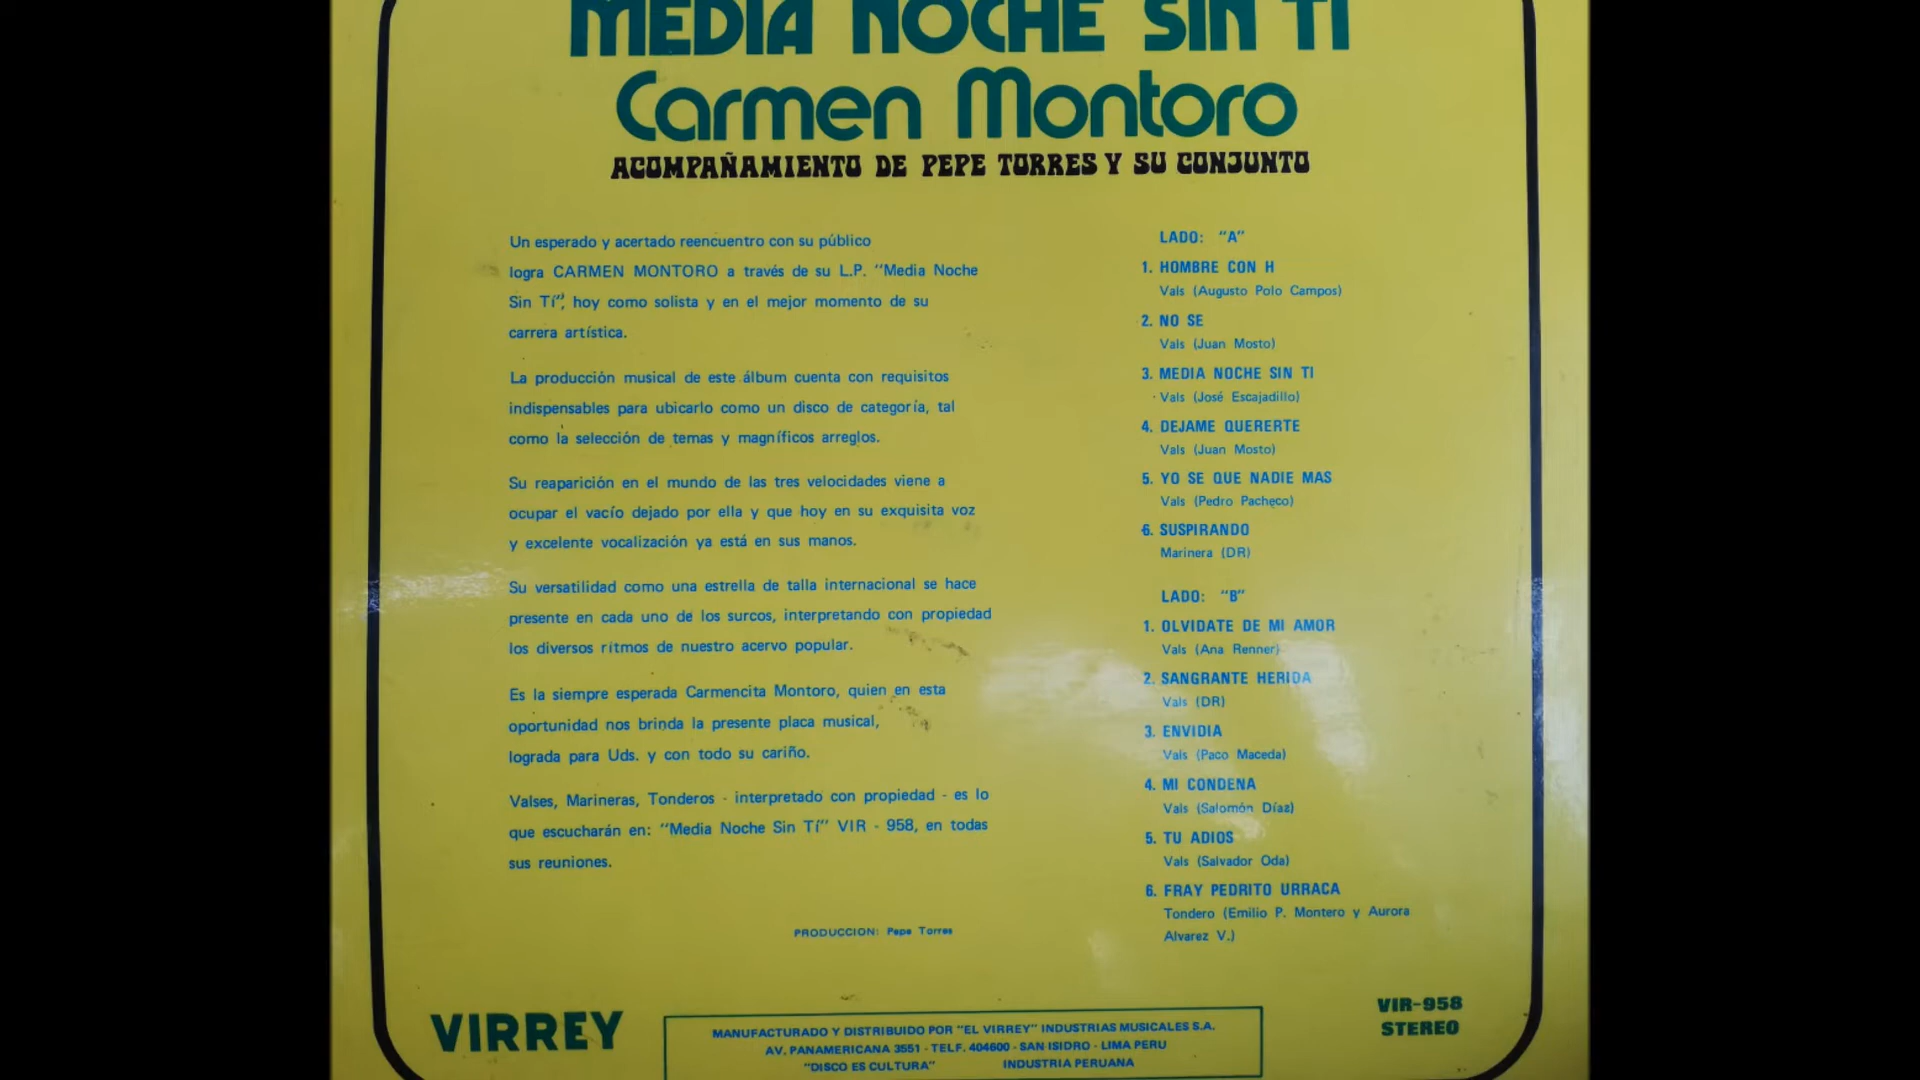 MEDIA NOCHE SIN TI
Carmen Montoro
ACOMPAÑAMIENTO DE PEPE TORRES Y SU CONJUNTO
Un esperado y acertado reencuentro con su público
logra CARMEN MONTORO a través de su L.P. "Media Noche
Sin Tí", hoy como solista y en el mejor momento de su
carrera artística.
La producción musical de este álbum cuenta con requisitos
indispensables para ubicarlo como un disco de categoría, tal
como la selección de temas y magníficos arreglos.
Su reaparición en el mundo de las tres velocidades viene a
ocupar el vacío dejado por ella y que hoy en su exquisita voz
y excelente vocalización ya está en sus manos.
Su versatilidad como una estrella de talla internacional se hace
presente en cada uno de los surcos, interpretando con propiedad
los diversos ritmos de nuestro acervo popular.
Es la siempre esperada Carmencita Montoro, quien en esta
oportunidad nos brinda la presente placa musical,
lograda para Uds. y con todo su cariño.
Valses, Marineras, Tonderos - interpretado con propiedad - es lo
que escucharán en: "Media Noche Sin Tí" VIR - 958, en todas
sus reuniones.
PRODUCCION: Pepe Torres
LADO: "A"
1. HOMBRE CON H
Vals (Augusto Polo Campos)
2. NO SE
Vals (Juan Mosto)
3. MEDIA NOCHE SIN TI
Vals (José Escajadillo)
4. DEJAME QUERERTE
Vals (Juan Mosto)
5. YO SE QUE NADIE MAS
Vals (Pedro Pacheco)
6. SUSPIRANDO
Marinera (DR)
LADO: "B"
1. OLVIDATE DE MI AMOR
Vals (Ana Renner)
2. SANGRANTE HERIDA
Vals (DR)
3. ENVIDIA
Vals (Paco Maceda)
4. MI CONDENA
Vals (Salomón Díaz)
5. TU ADIOS
Vals (Salvador Oda)
6. FRAY PEDRITO URRACA
Tondero (Emilio P. Montero y Aurora
Alvarez V.)
VIRREY
MANUFACTURADO Y DISTRIBUIDO POR "EL VIRREY" INDUSTRIAS MUSICALES S.A.
AV. PANAMERICANA 3551 - TELF. 404600 - SAN ISIDRO - LIMA PERU
"DISCO ES CULTURA" INDUSTRIA PERUANA
VIR-958
STEREO